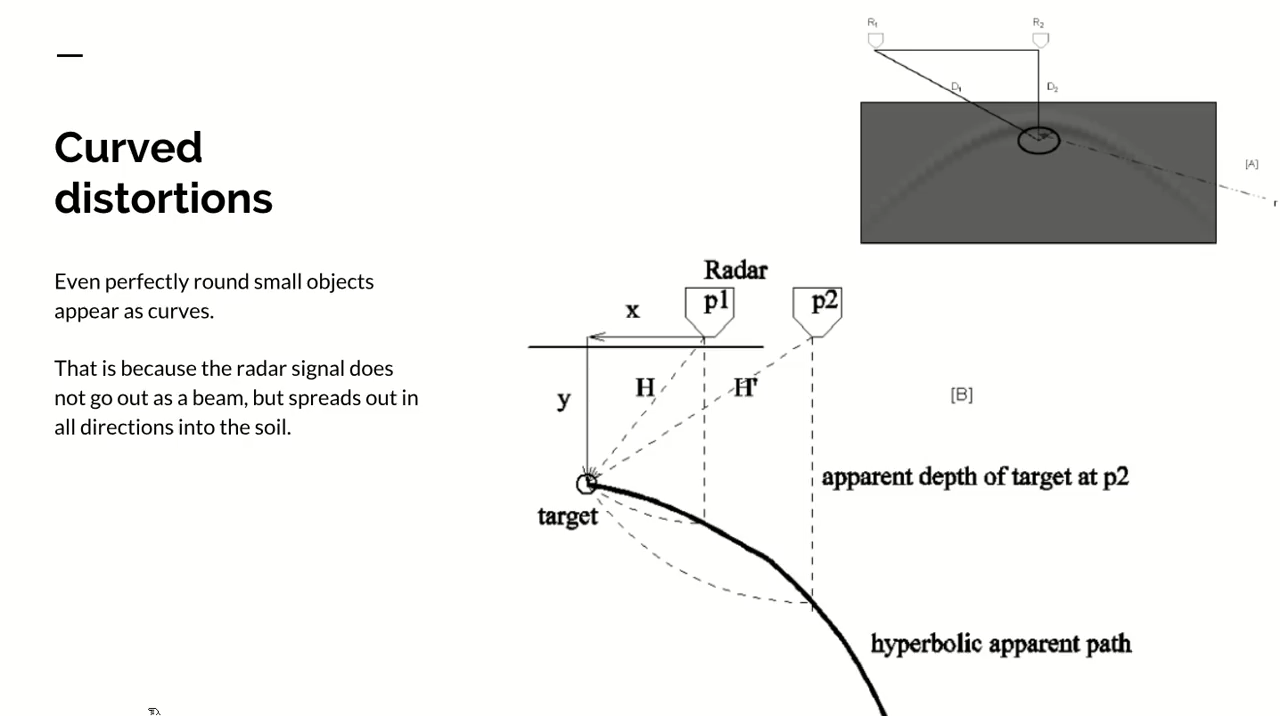 Curved
distortions
Even perfectly round small objects
appear as curves.
That is because the radar signal does
not go out as a beam, but spreads out in
all directions into the soil.
R1
R2
D1
D2
[A]
r
Radar
p1
p2
x
H
H'
y
[B]
apparent depth of target at p2
target
hyperbolic apparent path